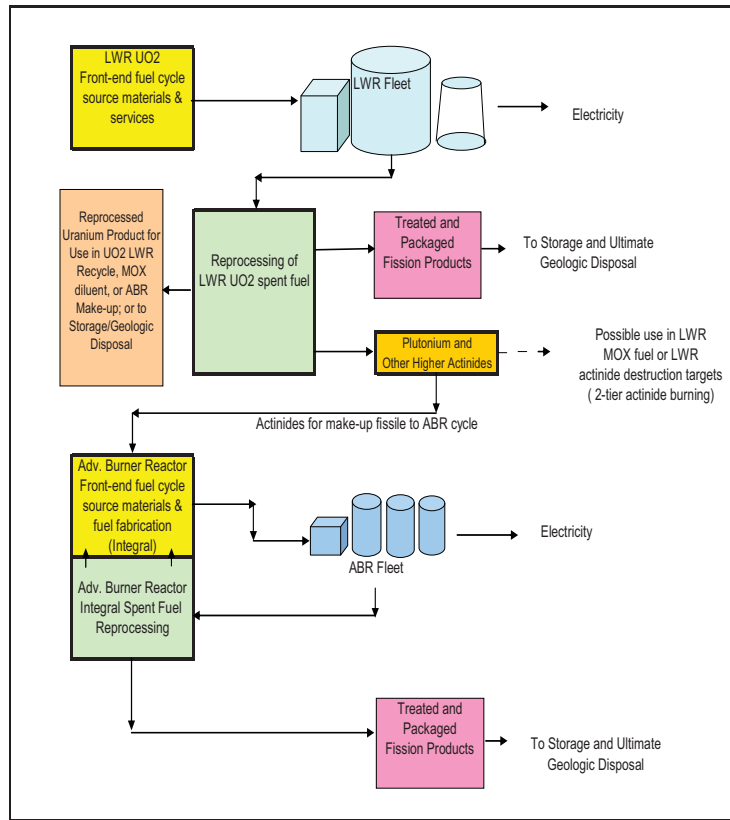 LWR UO2
Front-end fuel cycle
source materials &
services
LWR Fleet
Electricity
Reprocessed
Uranium Product for
Use in UO2 LWR
Recycle, MOX
diluent, or ABR
Make-up; or to
Storage/Geologic
Disposal
Reprocessing of
LWR UO2 spent fuel
Treated and
Packaged
Fission Products
To Storage and Ultimate
Geologic Disposal
Plutonium and
Other Higher Actinides
Possible use in LWR
MOX fuel or LWR
actinide destruction targets
( 2-tier actinide burning)
Actinides for make-up fissile to ABR cycle
Adv. Burner Reactor
Front-end fuel cycle
source materials &
fuel fabrication
(Integral)
ABR Fleet
Electricity
Adv. Burner Reactor
Integral Spent Fuel
Reprocessing
Treated and
Packaged
Fission Products
To Storage and Ultimate
Geologic Disposal